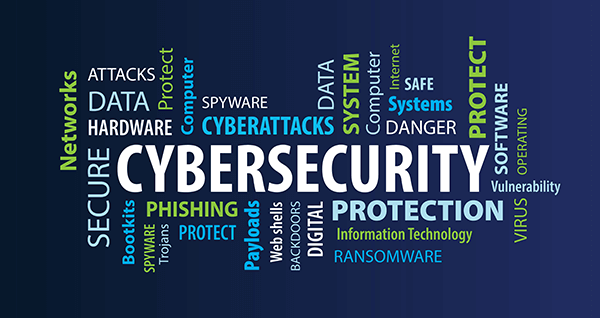 Networks
ATTACKS
Protect
DATA
HARDWARE
Computer
SPYWARE
CYBERATTACKS
DATA
SYSTEM
Computer
Internet
SAFE
Systems
DANGER
PROTECT
SOFTWARE
OPERATING
SECURE
CYBERSECURITY
Vulnerability
Bootkits
PHISHING
SPYWARE
Trojans
PROTECT
Payloads
Web shells
BACKDOORS
DIGITAL
PROTECTION
Information Technology
RANSOMWARE
VIRUS